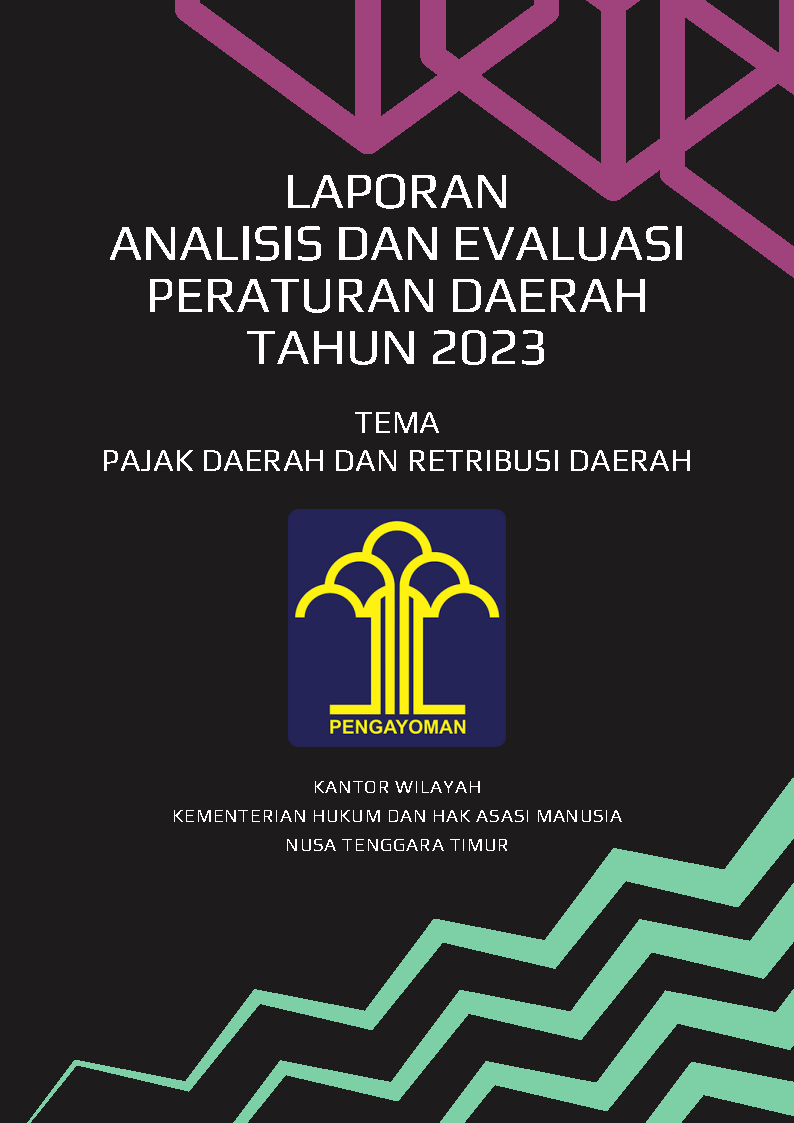 LAPORAN
ANALISIS DAN EVALUASI
PERATURAN DAERAH
TAHUN 2023
TEMA
PAJAK DAERAH DAN RETRIBUSI DAERAH
PENGAYOMAN
KANTOR WILAYAH
KEMENTERIAN HUKUM DAN HAK ASASI MANUSIA
NUSA TENGGARA TIMUR